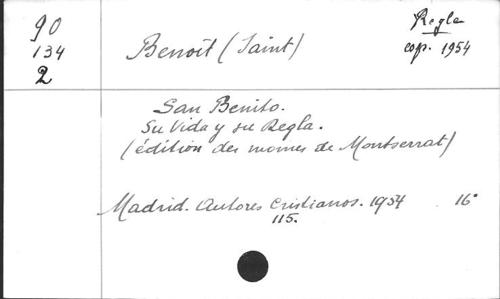 90
134
2
Benoît (Saint)
Regla
cop. 1954
San Benito.
Su Vida y su Regla.
(édition des moines de Montserrat)
Madrid. Autores Cristianos. 1954 16°
115.